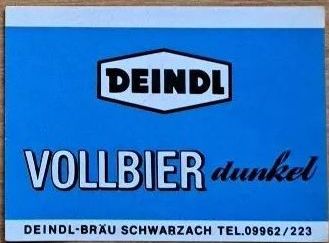 DEINDL
VOLLBIER dunkel
DEINDL-BRÄU SCHWARZACH TEL.09962/223